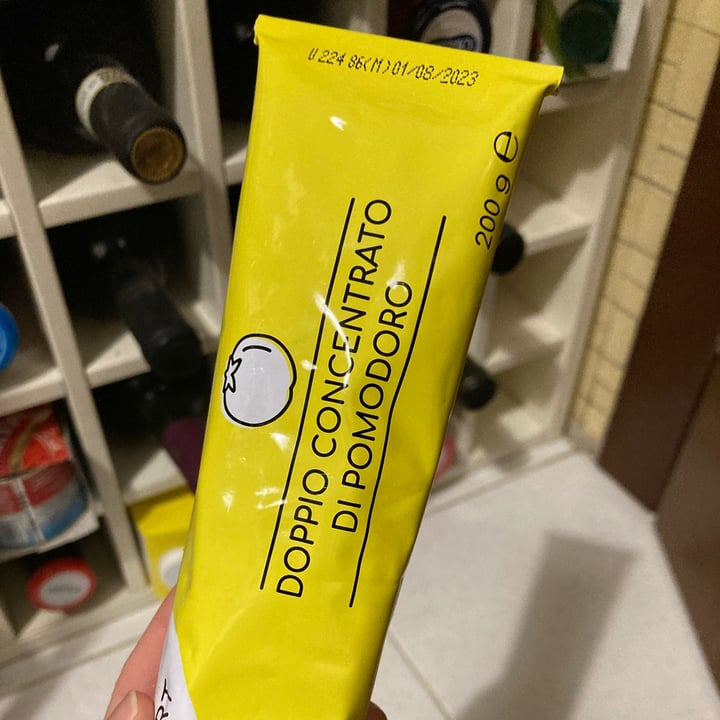 U 224 86(M) 01/08/2023
200 g e
DOPPIO CONCENTRATO
DI POMODORO